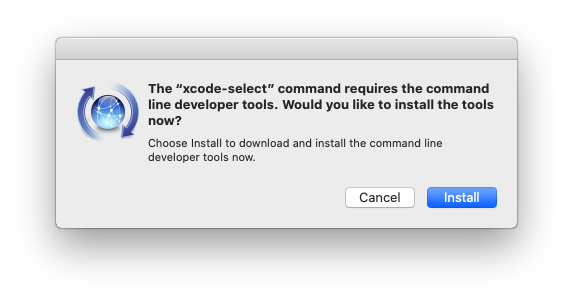 The “xcode-select” command requires the command
line developer tools. Would you like to install the tools
now?
Choose Install to download and install the command line
developer tools now.
Cancel
Install